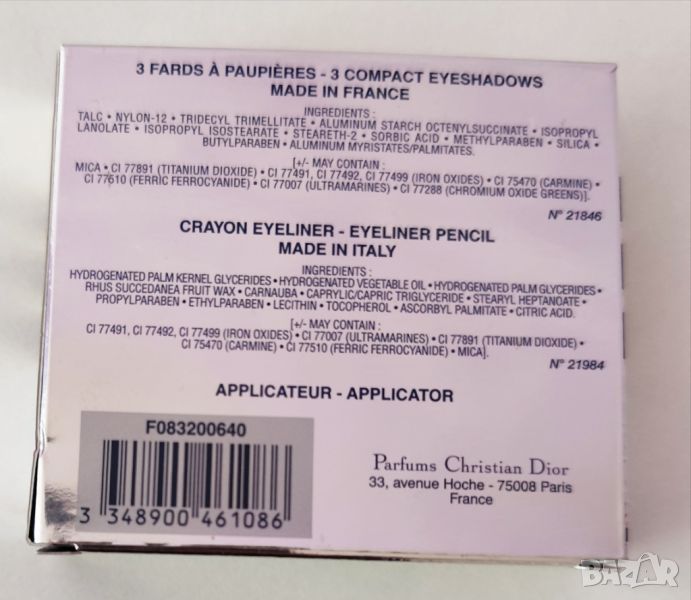 3 FARDS À PAUPIÈRES - 3 COMPACT EYESHADOWS
MADE IN FRANCE
INGREDIENTS :
TALC • NYLON-12 • TRIDECYL TRIMELLITATE • ALUMINUM STARCH OCTENYLSUCCINATE • ISOPROPYL
LANOLATE • ISOPROPYL ISOSTEARATE • STEARETH-2 • SORBIC ACID • METHYLPARABEN • SILICA •
BUTYLPARABEN • ALUMINUM MYRISTATES/PALMITATES.
[+/- MAY CONTAIN :
MICA • CI 77891 (TITANIUM DIOXIDE) • CI 77491, CI 77492, CI 77499 (IRON OXIDES) • CI 75470 (CARMINE) •
CI 77510 (FERRIC FERROCYANIDE) • CI 77007 (ULTRAMARINES) • CI 77288 (CHROMIUM OXIDE GREENS)].
N° 21846
CRAYON EYELINER - EYELINER PENCIL
MADE IN ITALY
INGREDIENTS :
HYDROGENATED PALM KERNEL GLYCERIDES • HYDROGENATED VEGETABLE OIL • HYDROGENATED PALM GLYCERIDES •
RHUS SUCCEDANEA FRUIT WAX • CARNAUBA • CAPRYLIC/CAPRIC TRIGLYCERIDE • STEARYL HEPTANOATE •
PROPYLPARABEN • ETHYLPARABEN • LECITHIN • TOCOPHEROL • ASCORBYL PALMITATE • CITRIC ACID.
[+/- MAY CONTAIN :
CI 77491, CI 77492, CI 77499 (IRON OXIDES) • CI 77007 (ULTRAMARINES) • CI 77891 (TITANIUM DIOXIDE) •
CI 75470 (CARMINE) • CI 77510 (FERRIC FERROCYANIDE) • MICA].
N° 21984
APPLICATEUR - APPLICATOR
F083200640
3 348900 461086
Parfums Christian Dior
33, avenue Hoche - 75008 Paris
France
BAZAR